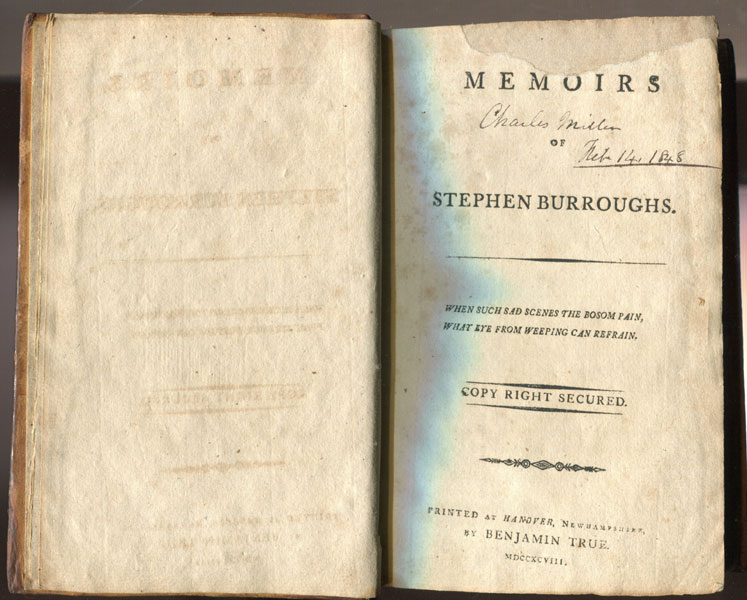 MEMOIRS
Charles Miller
OF
Feb 14, 1848
STEPHEN BURROUGHS.
WHEN SUCH SAD SCENES THE BOSOM PAIN,
WHAT EYE FROM WEEPING CAN REFRAIN.
COPY RIGHT SECURED.
PRINTED AT HANOVER, NEWHAMPSHIRE,
BY BENJAMIN TRUE.
MDCCXCVIII.